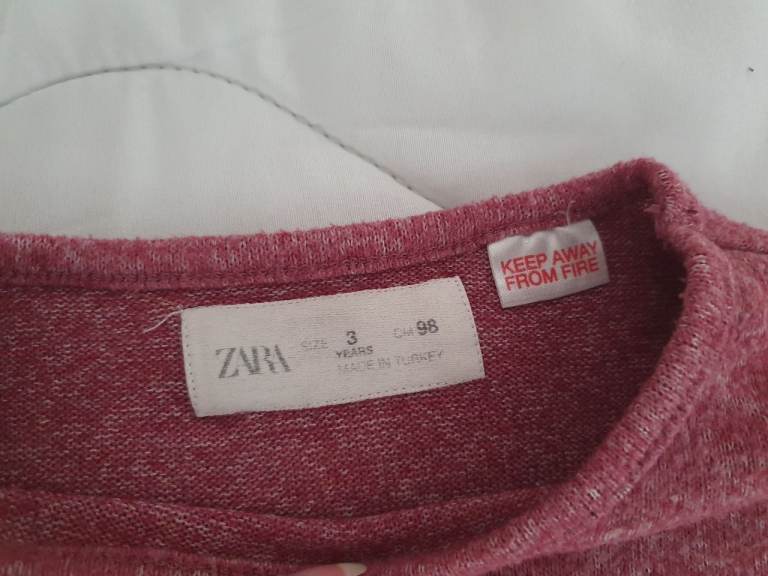 ZARA
SIZE 3 CM 98
YEARS
MADE IN TURKEY
KEEP AWAY
FROM FIRE